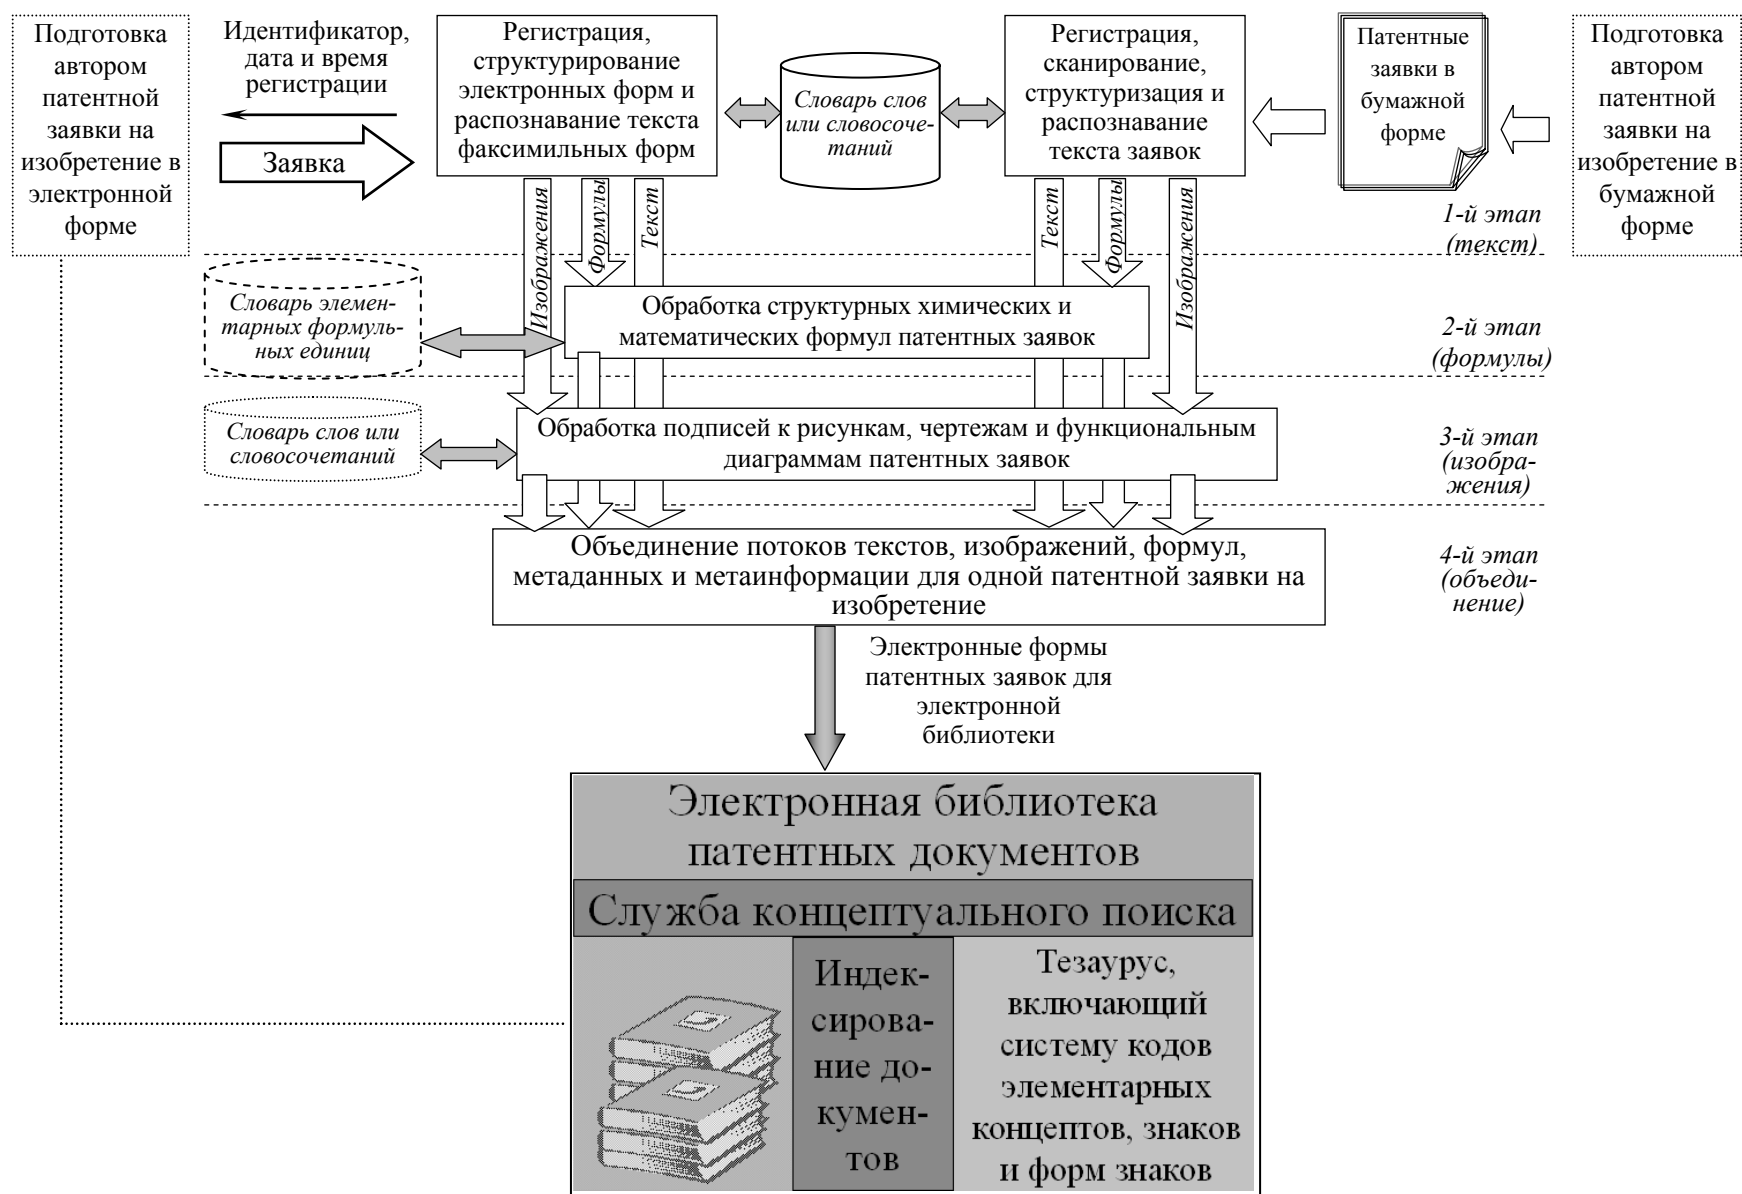 Подготовка
автором
патентной
заявки на
изобретение в
электронной
форме
Идентификатор,
дата и время
регистрации
Заявка
Регистрация,
структурирование
электронных форм и
распознавание текста
факсимильных форм
Словарь слов
или словосоче-
таний
Регистрация,
сканирование,
структуризация и
распознавание
текста заявок
Патентные
заявки в
бумажной
форме
Подготовка
автором
патентной
заявки на
изобретение в
бумажной
форме
Изображения
Формулы
Текст
Текст
Формулы
Изображения
1-й этап
(текст)
Словарь элемен-
тарных формуль-
ных единиц
Обработка структурных химических и
математических формул патентных заявок
2-й этап
(формулы)
Словарь слов или
словосочетаний
Обработка подписей к рисункам, чертежам и функциональным
диаграммам патентных заявок
3-й этап
(изобра-
жения)
Объединение потоков текстов, изображений, формул,
метаданных и метаинформации для одной патентной заявки на
изобретение
4-й этап
(объеди-
нение)
Электронные формы
патентных заявок для
электронной
библиотеки
Электронная библиотека
патентных документов
Служба концептуального поиска
Индек-
сирова-
ние до-
кумен-
тов
Тезаурус,
включающий
систему кодов
элементарных
концептов, знаков
и форм знаков